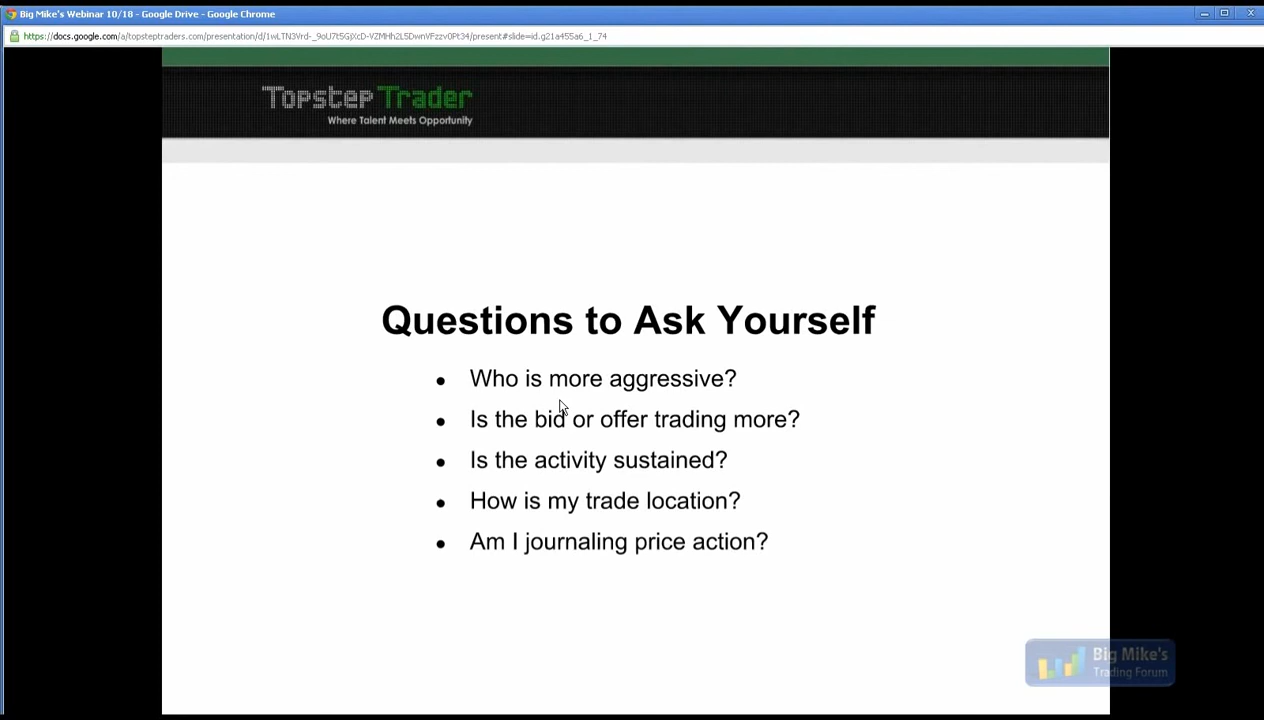 Big Mike's Webinar 10/18 - Google Drive - Google Chrome
Topstep Trader
Where Talent Meets Opportunity
Questions to Ask Yourself
• Who is more aggressive?
• Is the bid or offer trading more?
• Is the activity sustained?
• How is my trade location?
• Am I journaling price action?
Big Mike's
Trading Forum